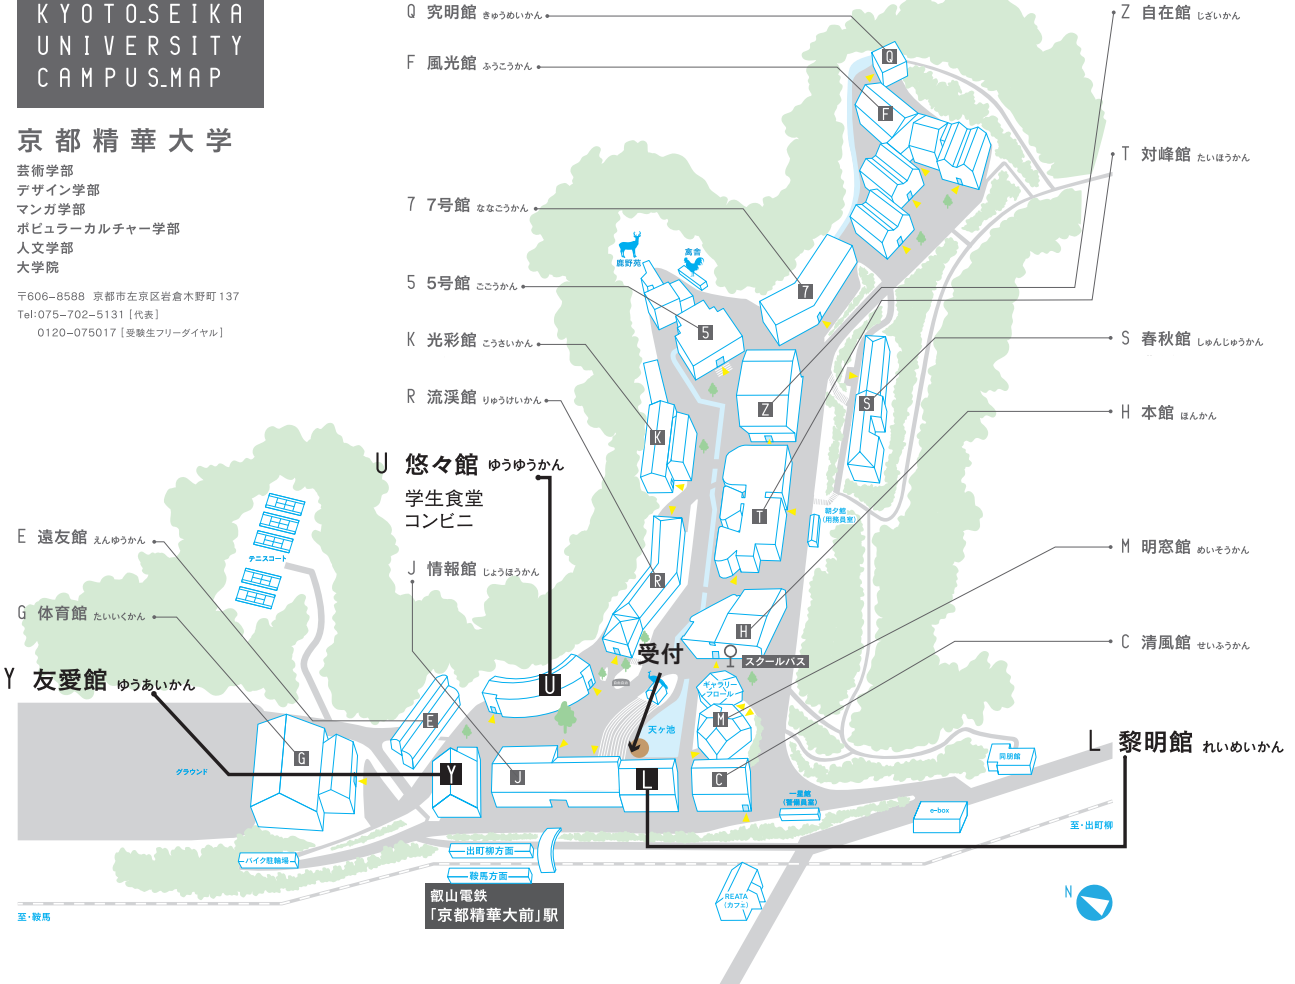 KYOTO_SEIKA
UNIVERSITY
CAMPUS_MAP
京都精華大学
芸術学部
デザイン学部
マンガ学部
ポピュラーカルチャー学部
人文学部
大学院
〒606-8588 京都市左京区岩倉木野町137
Tel:075-702-5131 [代表]
0120-075017 [受験生フリーダイヤル]
Q 究明館 きゅうめいかん
F 風光館 ふうこうかん
7 7号館 ななごうかん
5 5号館 ごごうかん
K 光彩館 こうさいかん
R 流渓館 りゅうけいかん
U 悠々館 ゆうゆうかん
学生食堂
コンビニ
E 遠友館 えんゆうかん
J 情報館 じょうほうかん
G 体育館 たいいくかん
Y 友愛館 ゆうあいかん
Z 自在館 じざいかん
T 対峰館 たいほうかん
S 春秋館 しゅんじゅうかん
H 本館 ほんかん
M 明窓館 めいそうかん
C 清風館 せいふうかん
L 黎明館 れいめいかん
Q
F
鹿野苑
鳥舎
7
5
Z
S
K
T
朝夕館
(用務員室)
テニスコート
R
H
受付
スクールバス
ギャラリー
フロール
U
E
M
天ヶ池
G
グラウンド
Y
J
L
C
同朋館
(警備員室)
e-box
至・出町柳
バイク駐輪場
出町柳方面
鞍馬方面
叡山電鉄
「京都精華大前」駅
REATA
(カフェ)
N
至・鞍馬